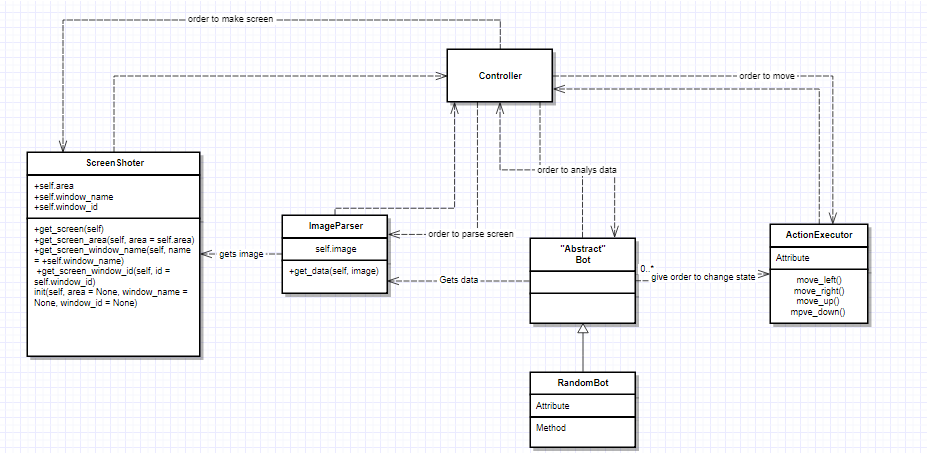 order to make screen
Controller
order to move
ScreenShoter
+self.area
+self.window_name
+self.window_id
+get_screen(self)
+get_screen_area(self, area = self.area)
+get_screen_window_name(self, name
= +self.window_name)
+get_screen_window_id(self, id =
self.window_id)
init(self, area = None, window_name =
None, window_id = None)
gets image
ImageParser
self.image
+get_data(self, image)
order to parse screen
Gets data
order to analys data
"Abstract"
Bot
0..*
give order to change state
ActionExecutor
Attribute
move_left()
move_right()
move_up()
mpve_down()
RandomBot
Attribute
Method